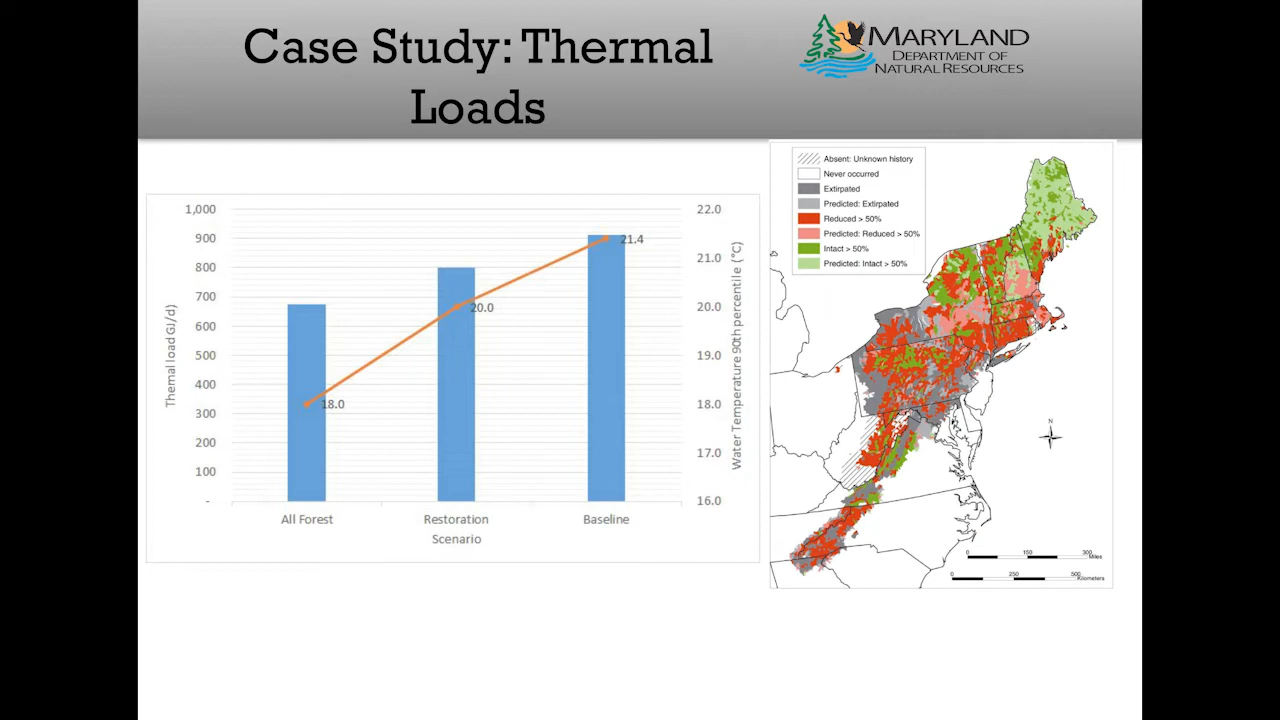 Case Study: Thermal
Loads
MARYLAND
DEPARTMENT OF
NATURAL RESOURCES
1,000
900
800
700
600
500
400
300
200
100
-
Themal load GJ/d)
22.0
21.0
20.0
19.0
18.0
17.0
16.0
Water Temperature 90th percentile (°C)
18.0
20.0
21.4
All Forest
Restoration
Baseline
Scenario
Absent: Unknown history
Never occurred
Extirpated
Predicted: Extirpated
Reduced > 50%
Predicted: Reduced > 50%
Intact > 50%
Predicted: Intact > 50%
N
0 150 300
Miles
0 250 500
Kilometers